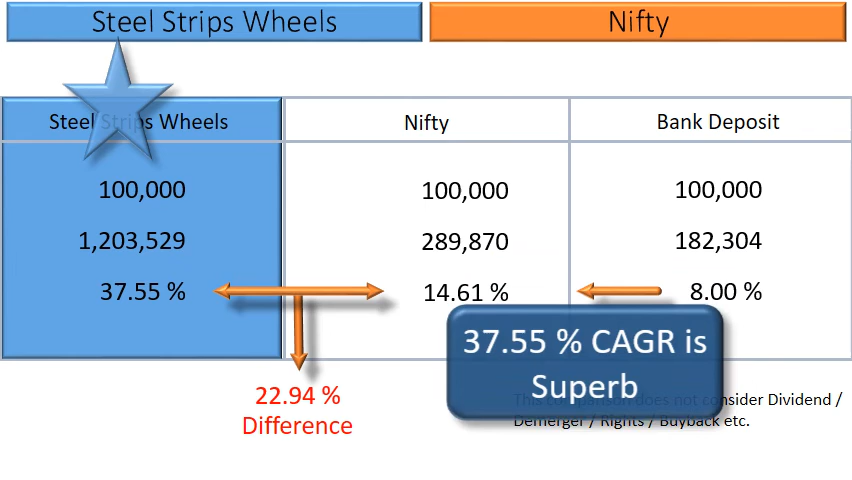 Steel Strips Wheels
Nifty
Steel Strips Wheels
Nifty
Bank Deposit
100,000
100,000
100,000
1,203,529
289,870
182,304
37.55 %
14.61 %
8.00 %
37.55 % CAGR is
Superb
22.94 %
Difference
This comparison does not consider Dividend /
Demerger / Rights / Buyback etc.